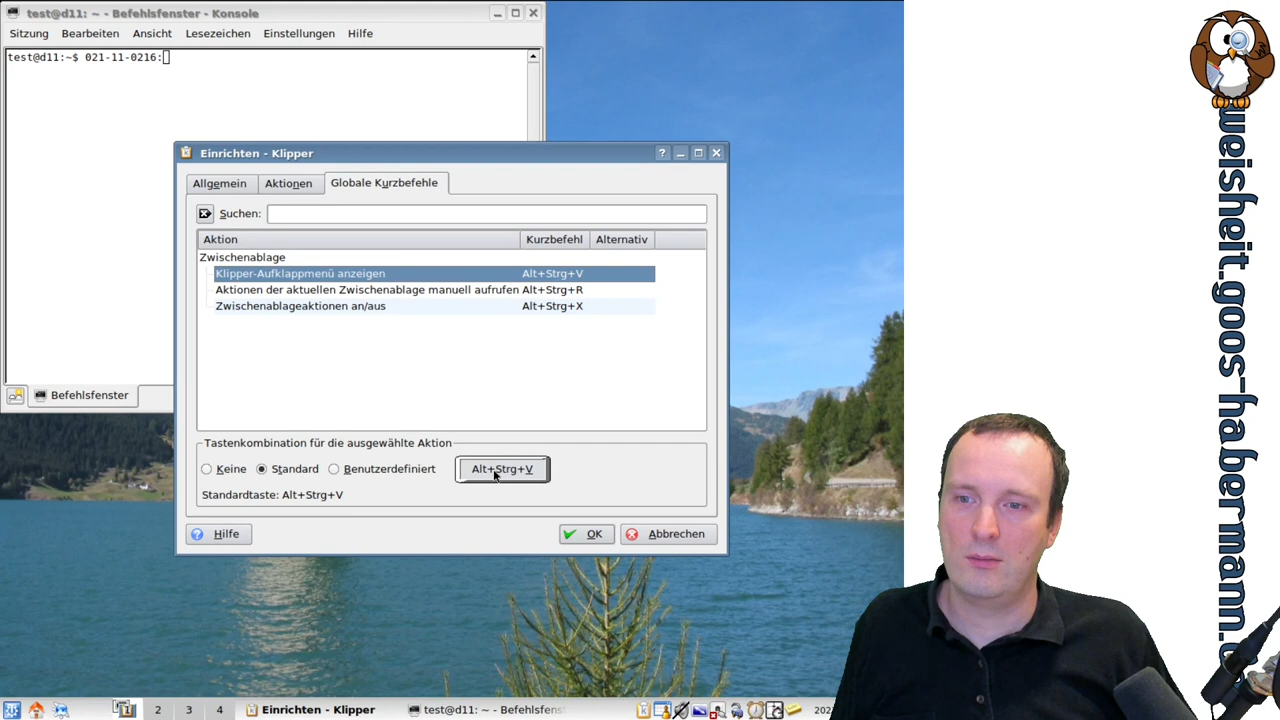 test@d11: ~ - Befehlsfenster - Konsole
Sitzung Bearbeiten Ansicht Lesezeichen Einstellungen Hilfe
test@d11:~$ 021-11-0216:
Einrichten - Klipper
Allgemein Aktionen Globale Kurzbefehle
Suchen:
Aktion Kurzbefehl Alternativ
Zwischenablage
Klipper-Aufklappmenü anzeigen Alt+Strg+V
Aktionen der aktuellen Zwischenablage manuell aufrufen Alt+Strg+R
Zwischenablageaktionen an/aus Alt+Strg+X
Befehlsfenster
Tastenkombination für die ausgewählte Aktion
Keine Standard Benutzerdefiniert Alt+Strg+V
Standardtaste: Alt+Strg+V
Hilfe OK Abbrechen
2 3 4 Einrichten - Klipper test@d11: ~ - Befehlsfens 202
weisheit.goos-habermann.